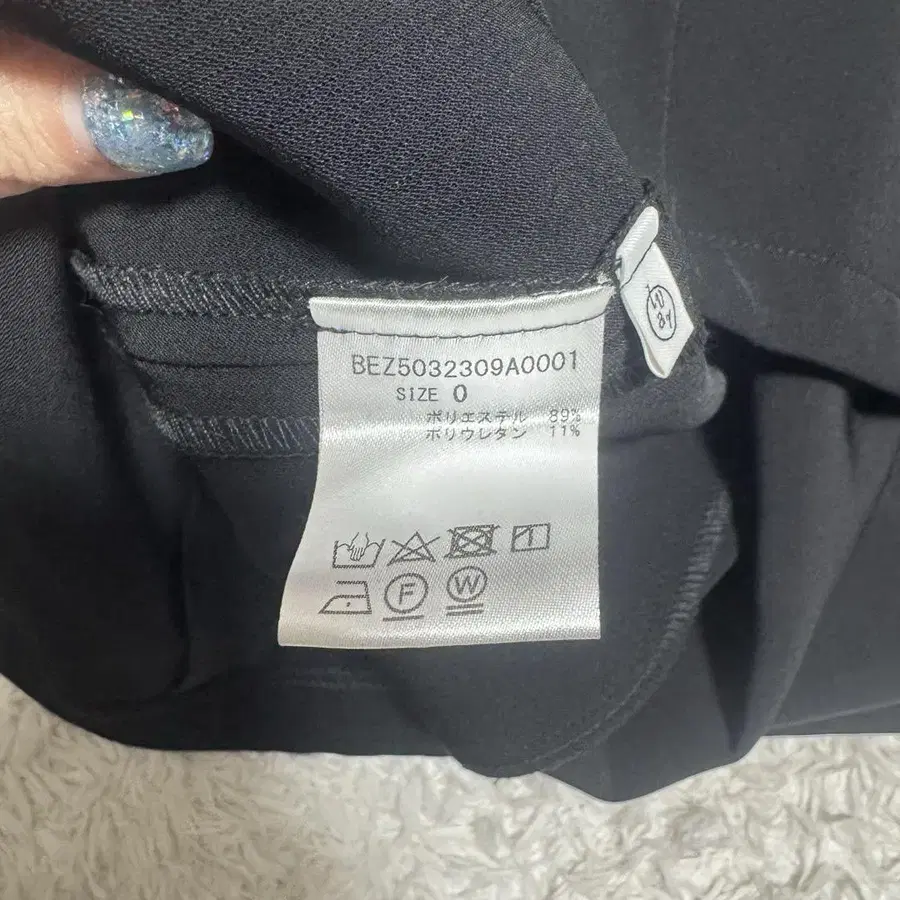 BEZ5032309A0001
SIZE 0
ポリエステル 89%
ポリウレタン 11%
F
W